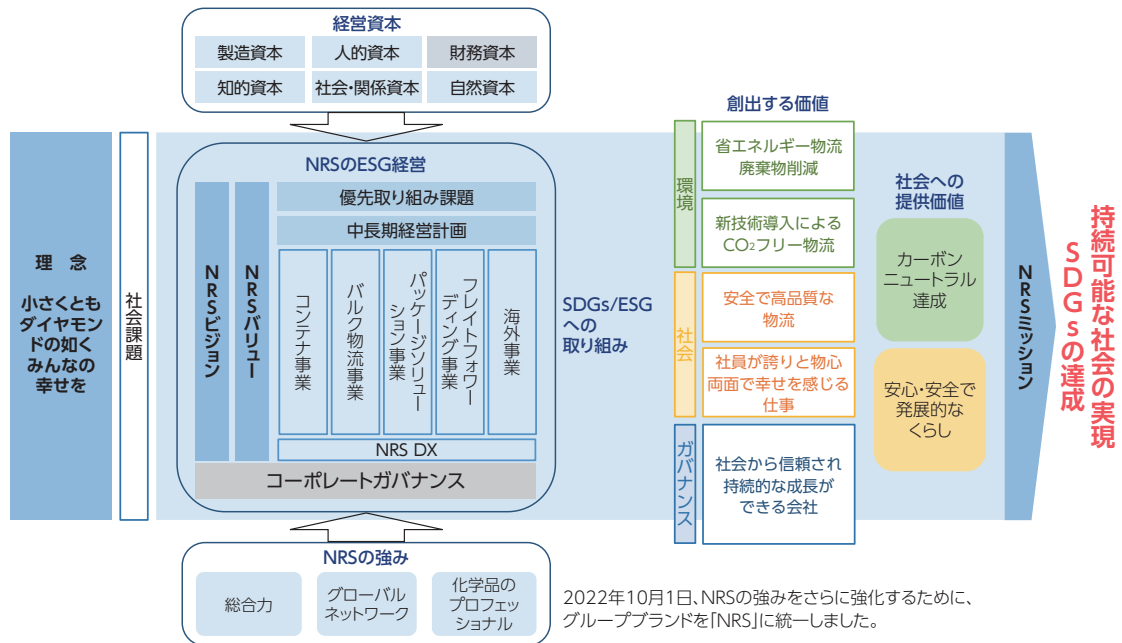 経営資本
製造資本
人的資本
財務資本
知的資本
社会・関係資本
自然資本
理　念
小さくとも
ダイヤモン
ドの如く
みんなの
幸せを
社会課題
NRSのESG経営
NRSビジョン
NRSバリュー
優先取り組み課題
中長期経営計画
コンテナ事業
バルク物流事業
パッケージソリュー
ション事業
フレイトフォワー
ディング事業
海外事業
NRS DX
コーポレートガバナンス
NRSの強み
総合力
グローバル
ネットワーク
化学品の
プロフェッ
ショナル
SDGs/ESG
への
取り組み
創出する価値
環境
省エネルギー物流
廃棄物削減
新技術導入による
CO₂フリー物流
社会
安全で高品質な
物流
社員が誇りと物心
両面で幸せを感じる
仕事
ガバナンス
社会から信頼され
持続的な成長が
できる会社
社会への
提供価値
カーボン
ニュートラル
達成
安心・安全で
発展的な
くらし
NRSミッション
持続可能な社会の実現
SDGsの達成
2022年10月1日、NRSの強みをさらに強化するために、
グループブランドを「NRS」に統一しました。